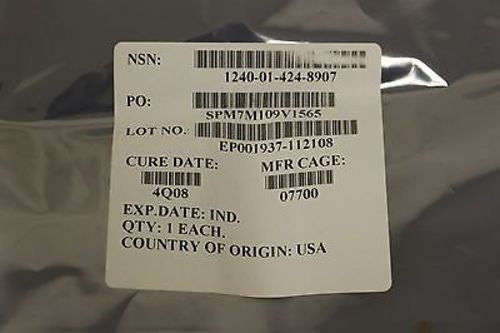 NSN:
1240-01-424-8907
PO:
SPM7M109V1565
LOT NO.:
EP001937-112108
CURE DATE: MFR CAGE:
4Q08 07700
EXP.DATE: IND.
QTY: 1 EACH.
COUNTRY OF ORIGIN: USA